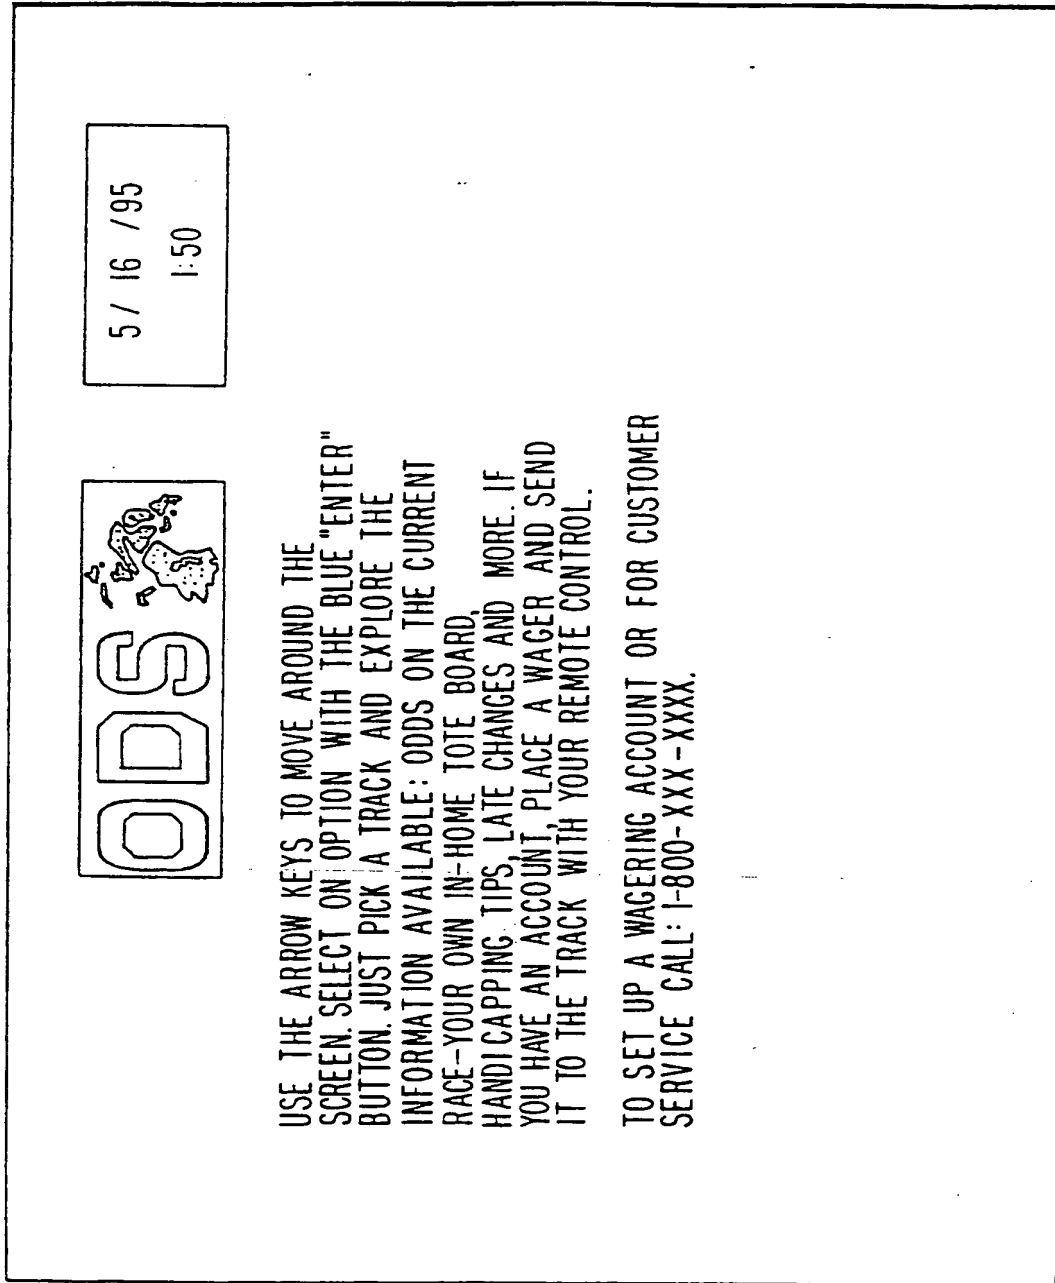 ODS
5/ 16 /95
1:50
USE THE ARROW KEYS TO MOVE AROUND THE
SCREEN. SELECT ON OPTION WITH THE BLUE "ENTER"
BUTTON. JUST PICK A TRACK AND EXPLORE THE
INFORMATION AVAILABLE: ODDS ON THE CURRENT
RACE-YOUR OWN IN-HOME TOTE BOARD,
HANDICAPPING TIPS, LATE CHANGES AND MORE. IF
YOU HAVE AN ACCOUNT, PLACE A WAGER AND SEND
IT TO THE TRACK WITH YOUR REMOTE CONTROL.
TO SET UP A WAGERING ACCOUNT OR FOR CUSTOMER
SERVICE CALL: 1-800-XXX-XXXX.